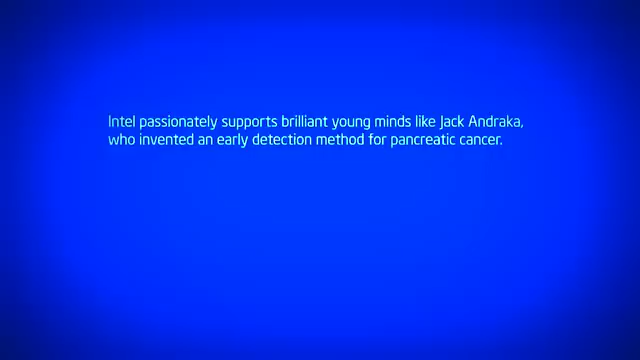 Intel passionately supports brilliant young minds like Jack Andraka,
who invented an early detection method for pancreatic cancer.